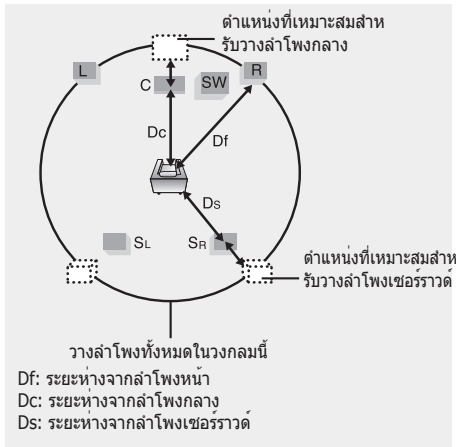 ตำแหน่งที่เหมาะสมสำห
รับวางลำโพงกลาง
L
C
SW
R
Dc
Df
Ds
SL
SR
ตำแหน่งที่เหมาะสมสำห
รับวางลำโพงเซอร์ราวด์
วางลำโพงทั้งหมดในวงกลมนี้
Df: ระยะห่างจากลำโพงหน้า
Dc: ระยะห่างจากลำโพงกลาง
Ds: ระยะห่างจากลำโพงเซอร์ราวด์